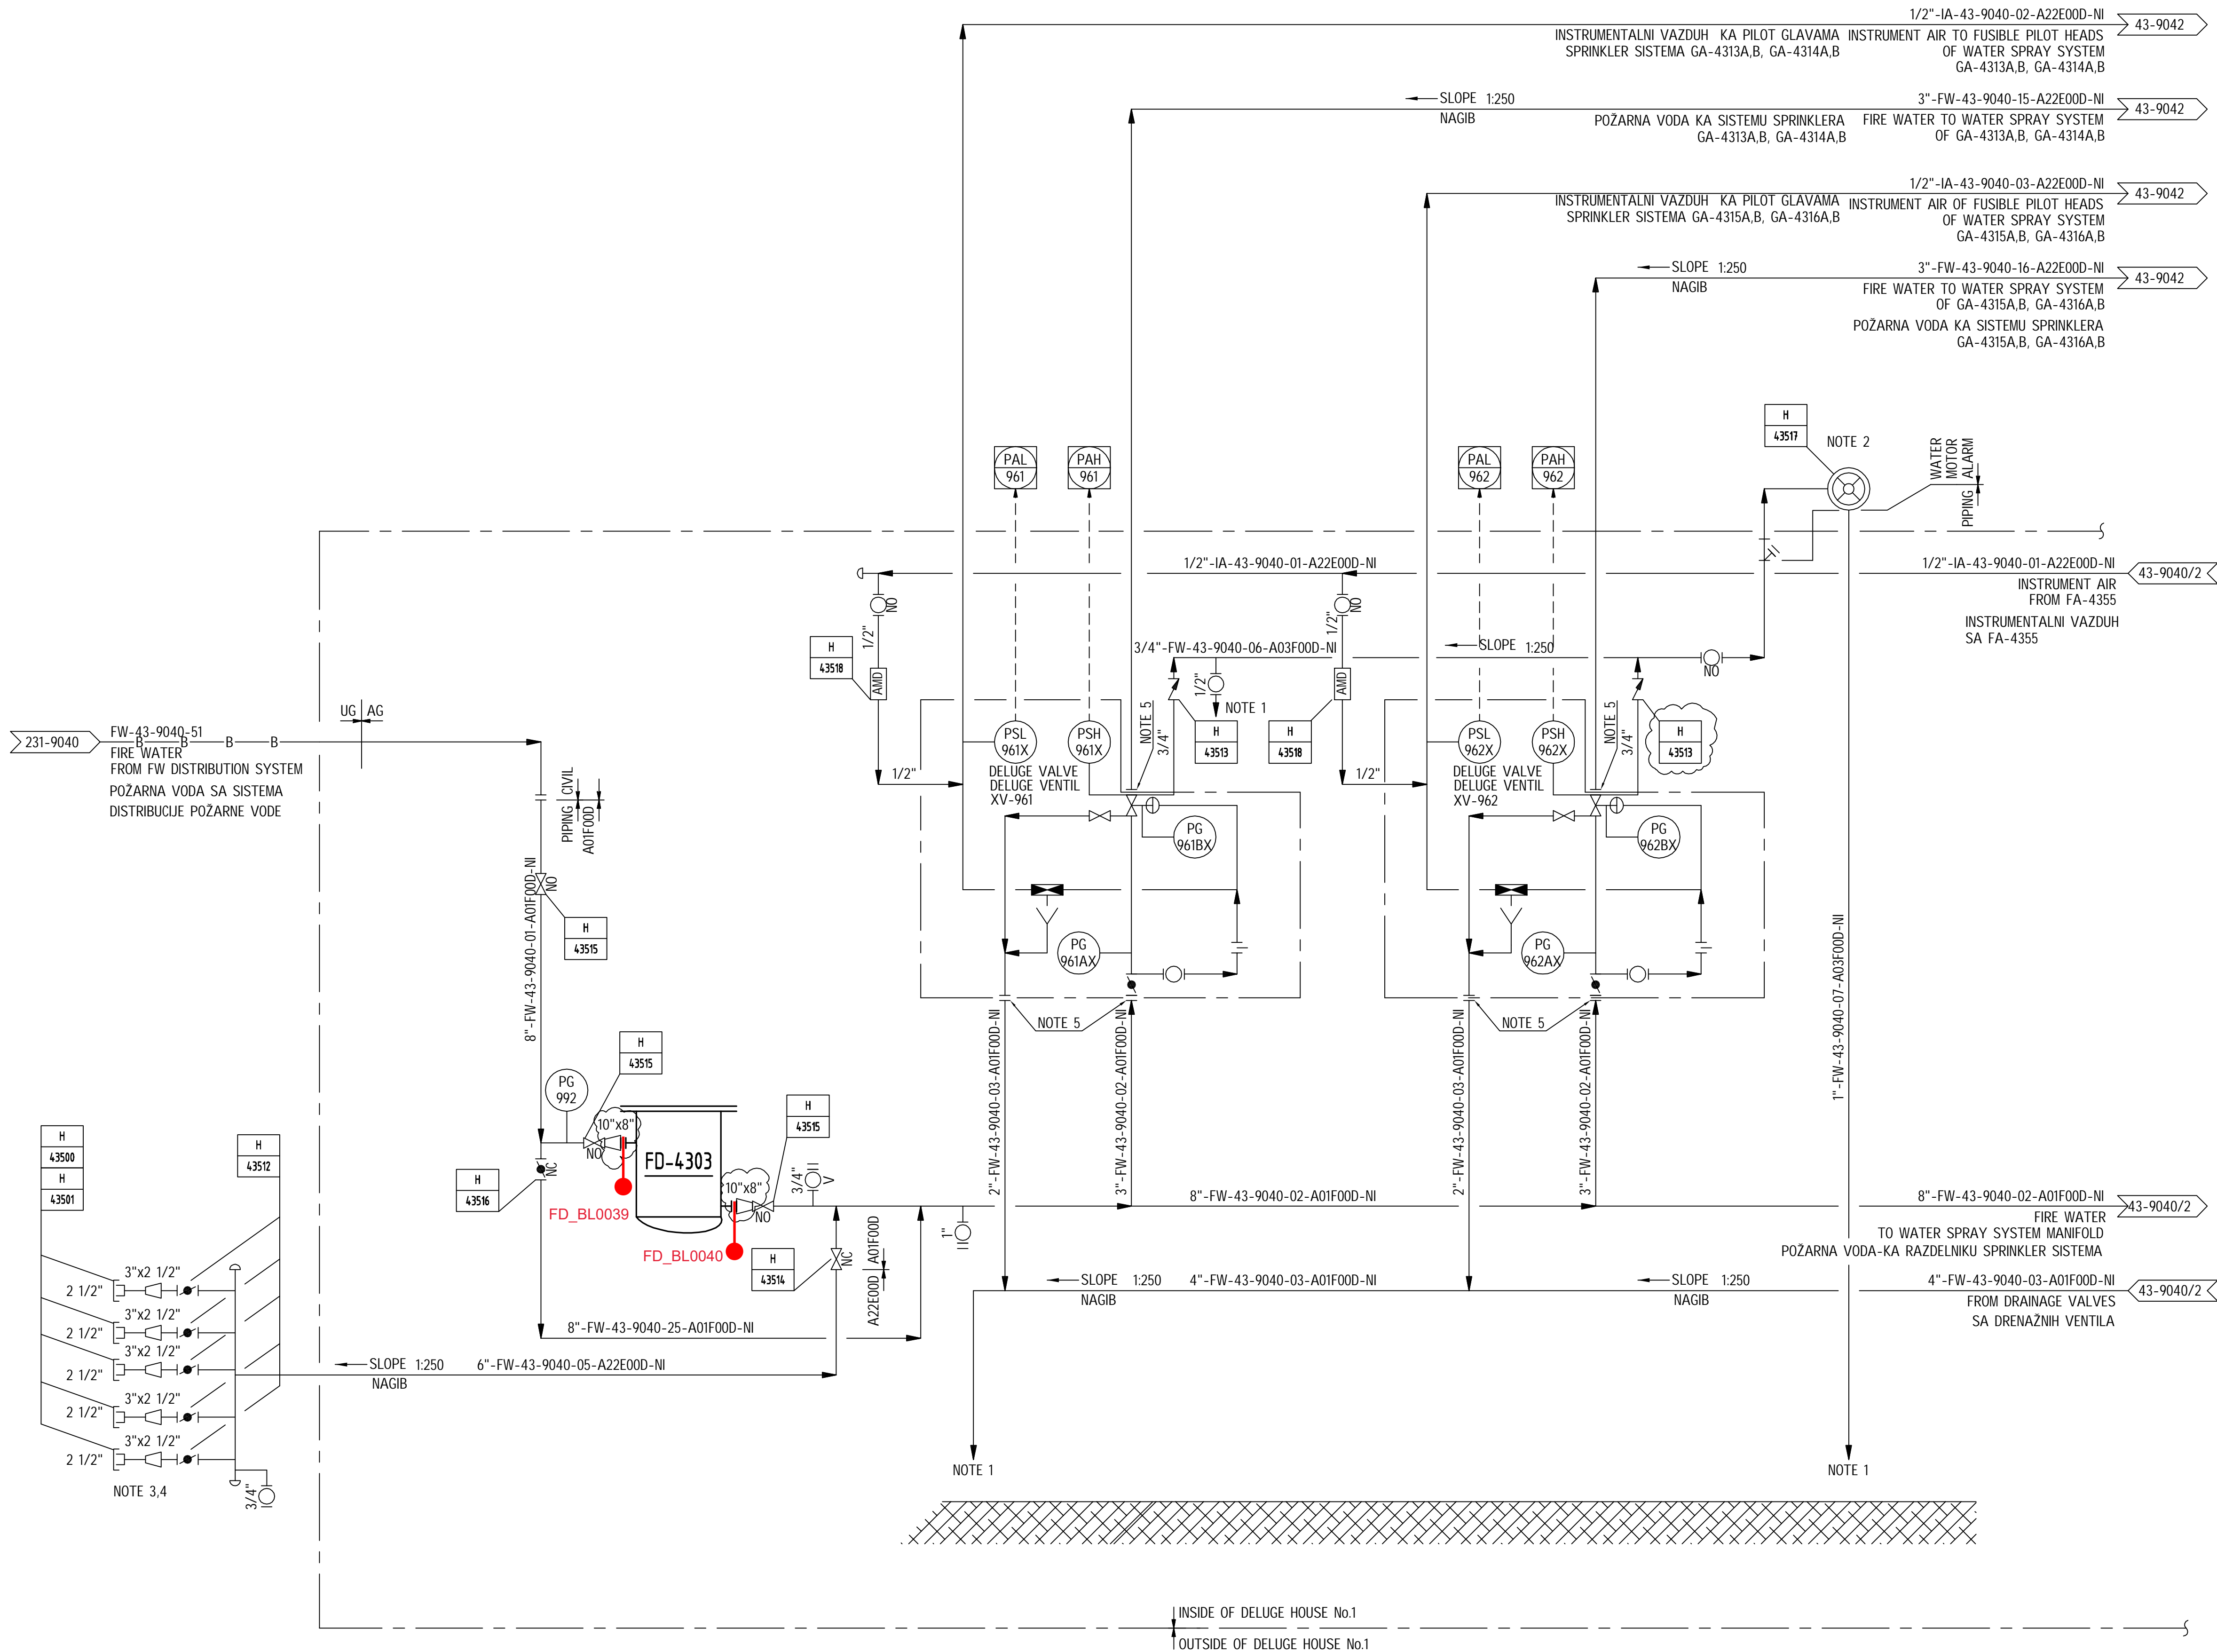 1/2"-IA-43-9040-02-A22E00D-NI
43-9042
INSTRUMENTALNI VAZDUH KA PILOT GLAVAMA
SPRINKLER SISTEMA GA-4313A,B, GA-4314A,B
INSTRUMENT AIR TO FUSIBLE PILOT HEADS
OF WATER SPRAY SYSTEM
GA-4313A,B, GA-4314A,B
SLOPE 1:250
NAGIB
3"-FW-43-9040-15-A22E00D-NI
43-9042
POŽARNA VODA KA SISTEMU SPRINKLERA
GA-4313A,B, GA-4314A,B
FIRE WATER TO WATER SPRAY SYSTEM
OF GA-4313A,B, GA-4314A,B
1/2"-IA-43-9040-03-A22E00D-NI
43-9042
INSTRUMENTALNI VAZDUH KA PILOT GLAVAMA
SPRINKLER SISTEMA GA-4315A,B, GA-4316A,B
INSTRUMENT AIR OF FUSIBLE PILOT HEADS
OF WATER SPRAY SYSTEM
GA-4315A,B, GA-4316A,B
SLOPE 1:250
NAGIB
3"-FW-43-9040-16-A22E00D-NI
43-9042
FIRE WATER TO WATER SPRAY SYSTEM
OF GA-4315A,B, GA-4316A,B
POŽARNA VODA KA SISTEMU SPRINKLERA
GA-4315A,B, GA-4316A,B
H
43517
NOTE 2
WATER
MOTOR
ALARM
PIPING
PAL
961
PAH
961
PAL
962
PAH
962
1/2"-IA-43-9040-01-A22E00D-NI
1/2"-IA-43-9040-01-A22E00D-NI
43-9040/2
INSTRUMENT AIR
FROM FA-4355
INSTRUMENTALNI VAZDUH
SA FA-4355
NO
1/2"
NO
1/2"
H
43518
AMD
3/4"-FW-43-9040-06-A03F00D-NI
AMD
SLOPE 1:250
NO
1/2"
NOTE 1
NOTE 5
3/4"
H
43513
H
43518
NOTE 5
3/4"
H
43513
UG
AG
231-9040
FW-43-9040-51
B B B B
FIRE WATER
FROM FW DISTRIBUTION SYSTEM
POŽARNA VODA SA SISTEMA
DISTRIBUCIJE POŽARNE VODE
PIPING
CIVIL
A01F00D
PSL
961X
PSH
961X
1/2"
DELUGE VALVE
DELUGE VENTIL
XV-961
PG
961BX
PG
961AX
PSL
962X
PSH
962X
1/2"
DELUGE VALVE
DELUGE VENTIL
XV-962
PG
962BX
PG
962AX
8"-FW-43-9040-01-A01F00D-NI
NO
H
43515
NOTE 5
NOTE 5
2"-FW-43-9040-03-A01F00D-NI
3"-FW-43-9040-02-A01F00D-NI
2"-FW-43-9040-03-A01F00D-NI
3"-FW-43-9040-02-A01F00D-NI
1"-FW-43-9040-07-A03F00D-NI
H
43515
PG
992
10"x8"
NO
FD-4303
H
43515
10"x8"
NO
3/4"
V
H
43500
H
43501
H
43512
H
43516
NC
FD_BL0039
FD_BL0040
H
43514
NC
A01F00D
A22E00D
1"
8"-FW-43-9040-02-A01F00D-NI
8"-FW-43-9040-02-A01F00D-NI
43-9040/2
FIRE WATER
TO WATER SPRAY SYSTEM MANIFOLD
POŽARNA VODA-KA RAZDELNIKU SPRINKLER SISTEMA
SLOPE 1:250
NAGIB
4"-FW-43-9040-03-A01F00D-NI
SLOPE 1:250
NAGIB
4"-FW-43-9040-03-A01F00D-NI
43-9040/2
FROM DRAINAGE VALVES
SA DRENAŽNIH VENTILA
3"x2 1/2"
2 1/2"
3"x2 1/2"
2 1/2"
3"x2 1/2"
2 1/2"
3"x2 1/2"
2 1/2"
3"x2 1/2"
2 1/2"
NOTE 3,4
3/4"
8"-FW-43-9040-25-A01F00D-NI
SLOPE 1:250
NAGIB
6"-FW-43-9040-05-A22E00D-NI
NOTE 1
NOTE 1
INSIDE OF DELUGE HOUSE No.1
OUTSIDE OF DELUGE HOUSE No.1